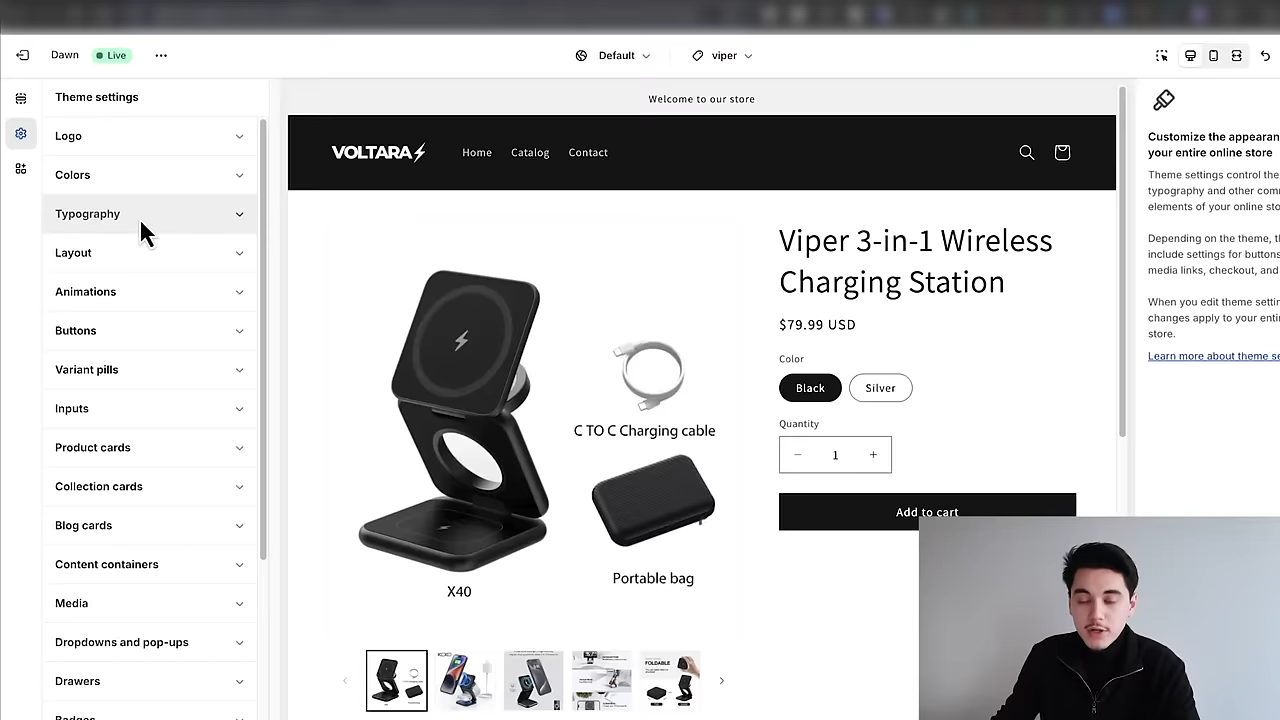 Dawn
Live
Default
viper
Theme settings
Logo
Colors
Typography
Layout
Animations
Buttons
Variant pills
Inputs
Product cards
Collection cards
Blog cards
Content containers
Media
Dropdowns and pop-ups
Drawers
Badges
Welcome to our store
VOLTARA
Home
Catalog
Contact
X40
C TO C Charging cable
Portable bag
FOLDABLE
Viper 3-in-1 Wireless
Charging Station
$79.99 USD
Color
Black
Silver
Quantity
1
Add to cart
Customize the appearan
your entire online store
Theme settings control the
typography and other com
elements of your online sto
Depending on the theme, t
include settings for buttons
media links, checkout, and
When you edit theme settin
changes apply to your enti
store.
Learn more about theme se